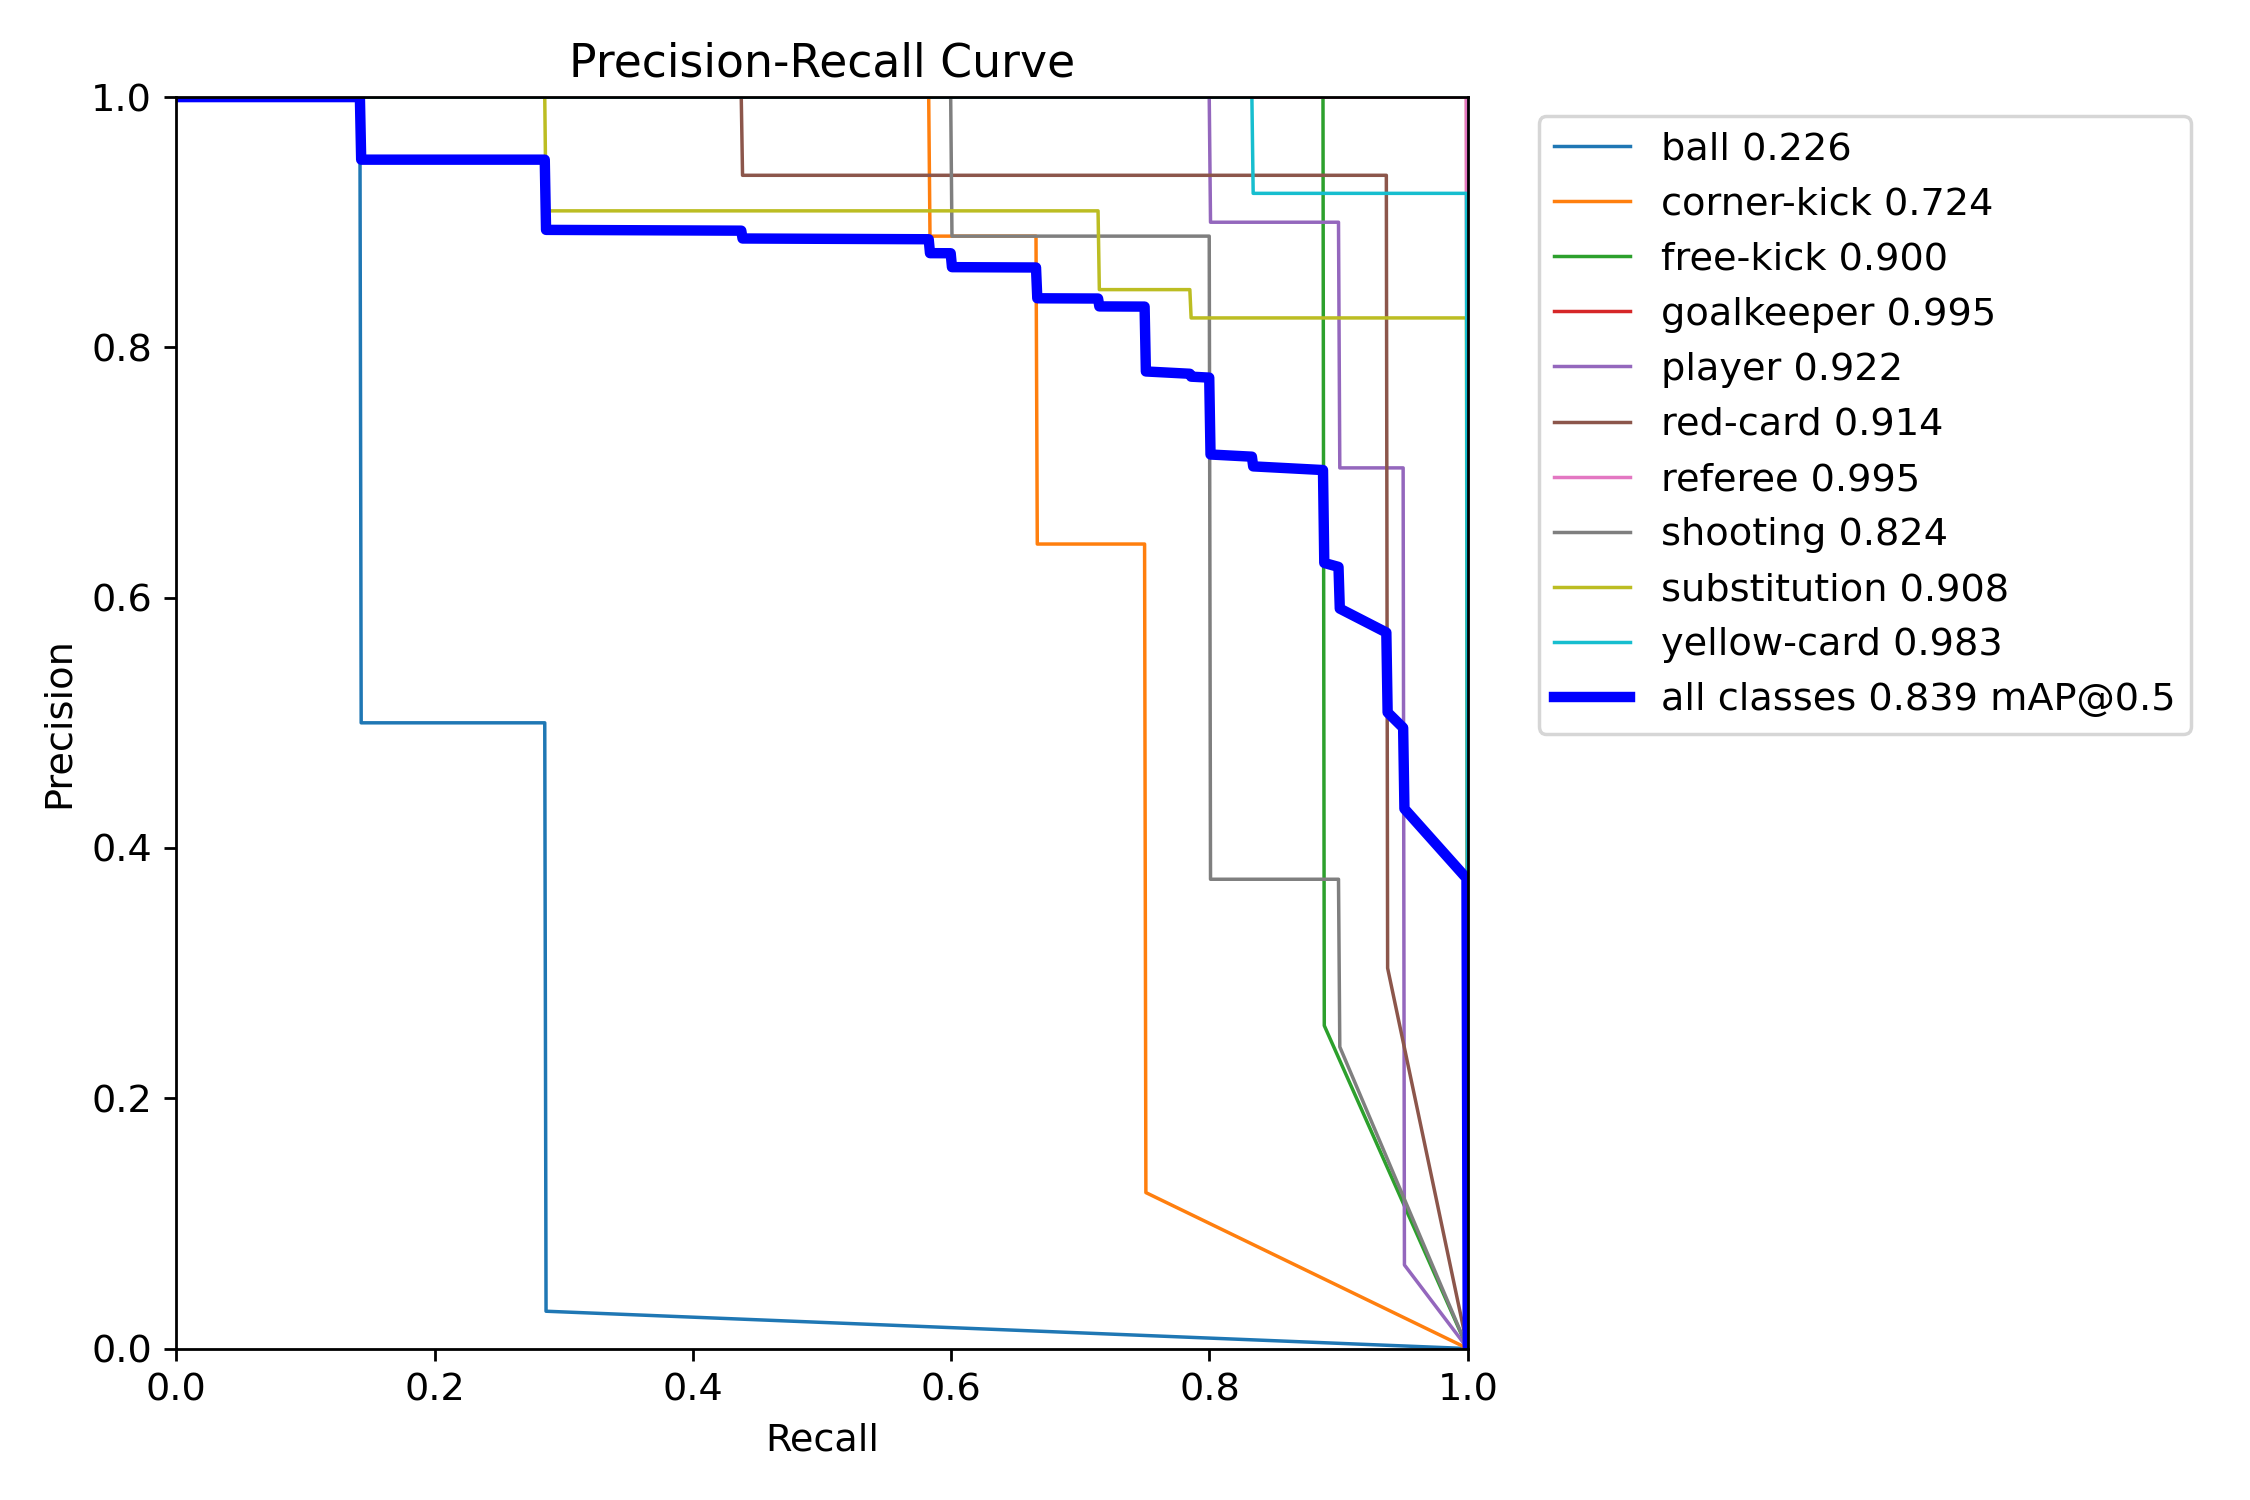 Precision-Recall Curve
1.0
0.8
0.6
0.4
0.2
0.0
Precision
0.0 0.2 0.4 0.6 0.8 1.0
Recall
ball 0.226
corner-kick 0.724
free-kick 0.900
goalkeeper 0.995
player 0.922
red-card 0.914
referee 0.995
shooting 0.824
substitution 0.908
yellow-card 0.983
all classes 0.839 mAP@0.5